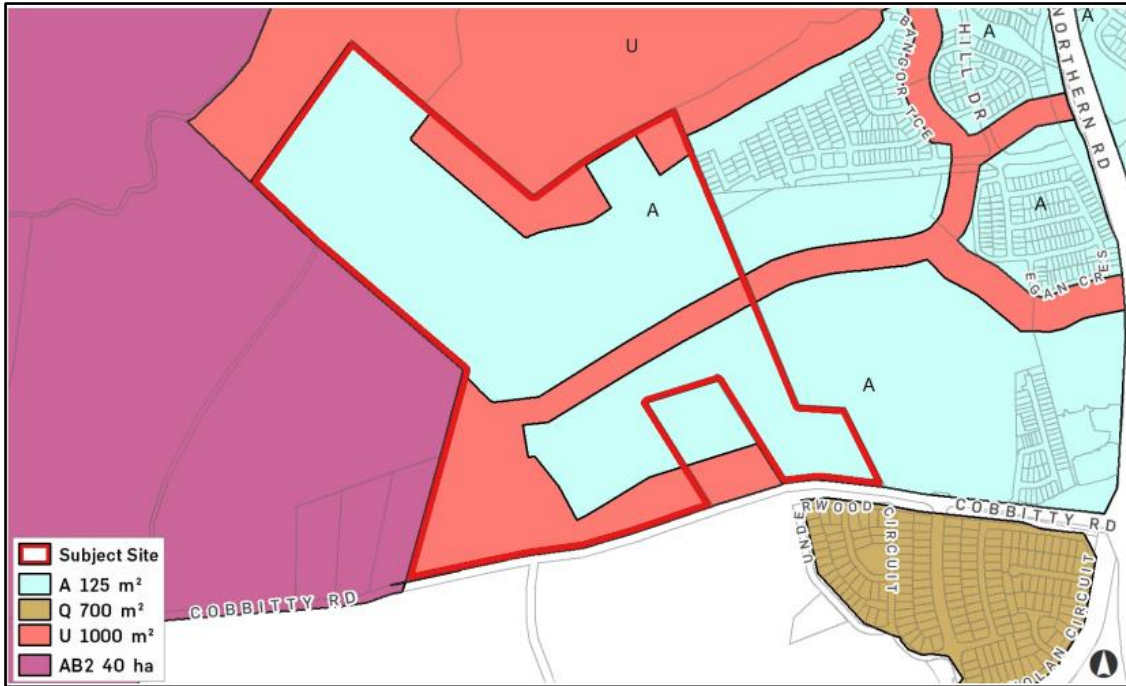 U
A
BANGOR TCE
HILL DR
A
NORTHERN RD
A
A
A
EGAN CRES
A
COBBITTY RD
UNDERWOOD CIRCUIT
CIRCUIT
COBBITTY RD
Subject Site
A 125 m²
Q 700 m²
U 1000 m²
AB2 40 ha